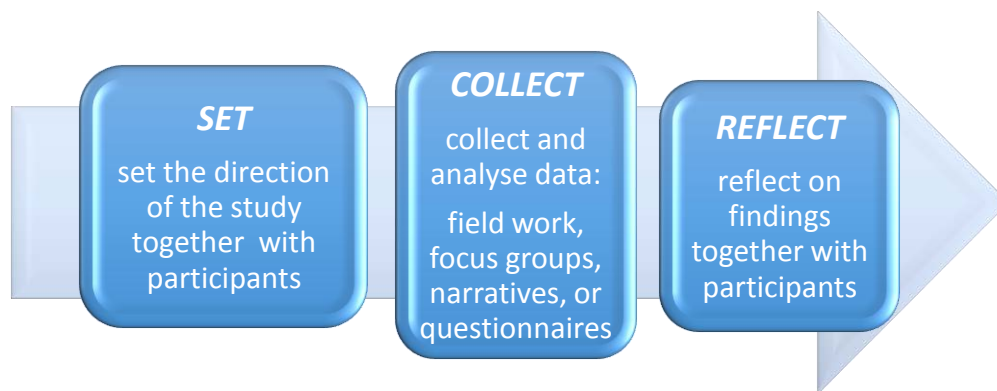 SET
set the direction
of the study
together with
participants
COLLECT
collect and
analyse data:
field work,
focus groups,
narratives, or
questionnaires
REFLECT
reflect on
findings
together with
participants